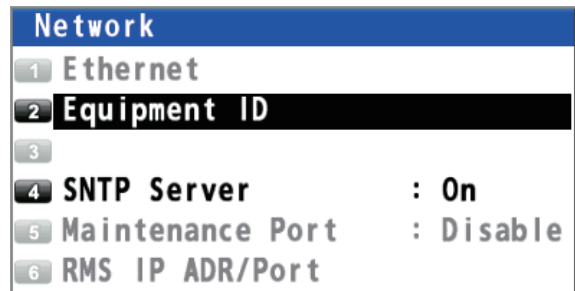 Network
1 Ethernet
2 Equipment ID
3
4 SNTP Server : On
5 Maintenance Port : Disable
6 RMS IP ADR/Port